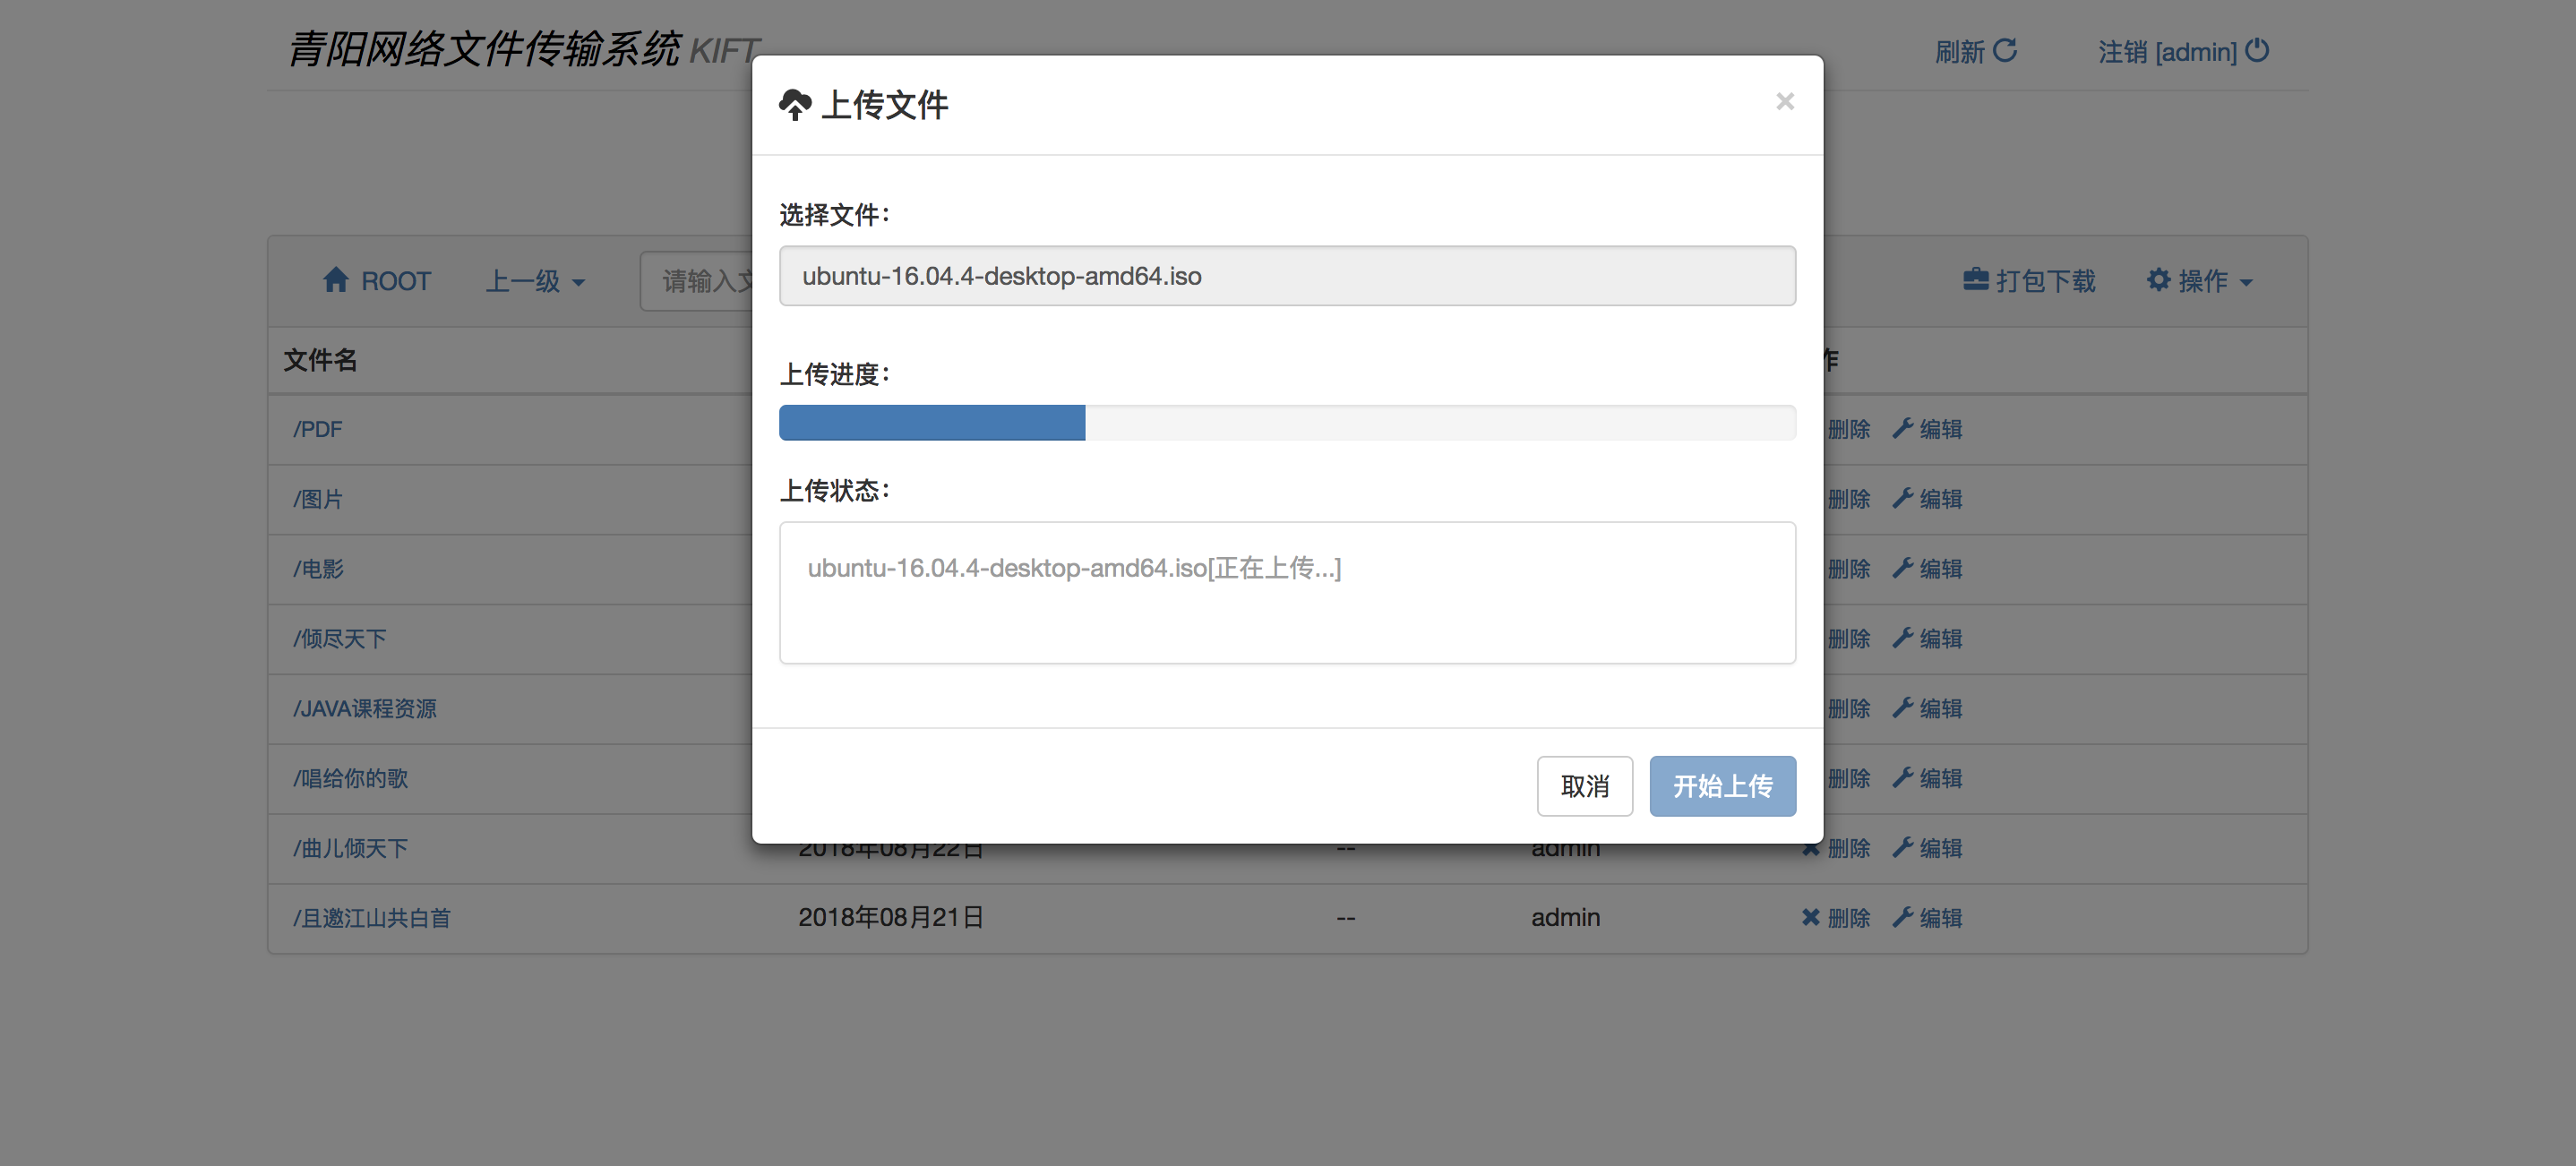 青阳网络文件传输系统 KIFT
刷新 注销 [admin]
上传文件 ×
选择文件：
ROOT 上一级 请输入文 ubuntu-16.04.4-desktop-amd64.iso 打包下载 操作
文件名 作
上传进度：
/PDF 删除 编辑
上传状态：
/图片 删除 编辑
/电影 ubuntu-16.04.4-desktop-amd64.iso[正在上传...] 删除 编辑
/倾尽天下 删除 编辑
/JAVA课程资源 删除 编辑
/唱给你的歌 取消 开始上传 删除 编辑
/曲儿倾天下 2018年08月22日 -- admin 删除 编辑
/且邀江山共白首 2018年08月21日 -- admin 删除 编辑